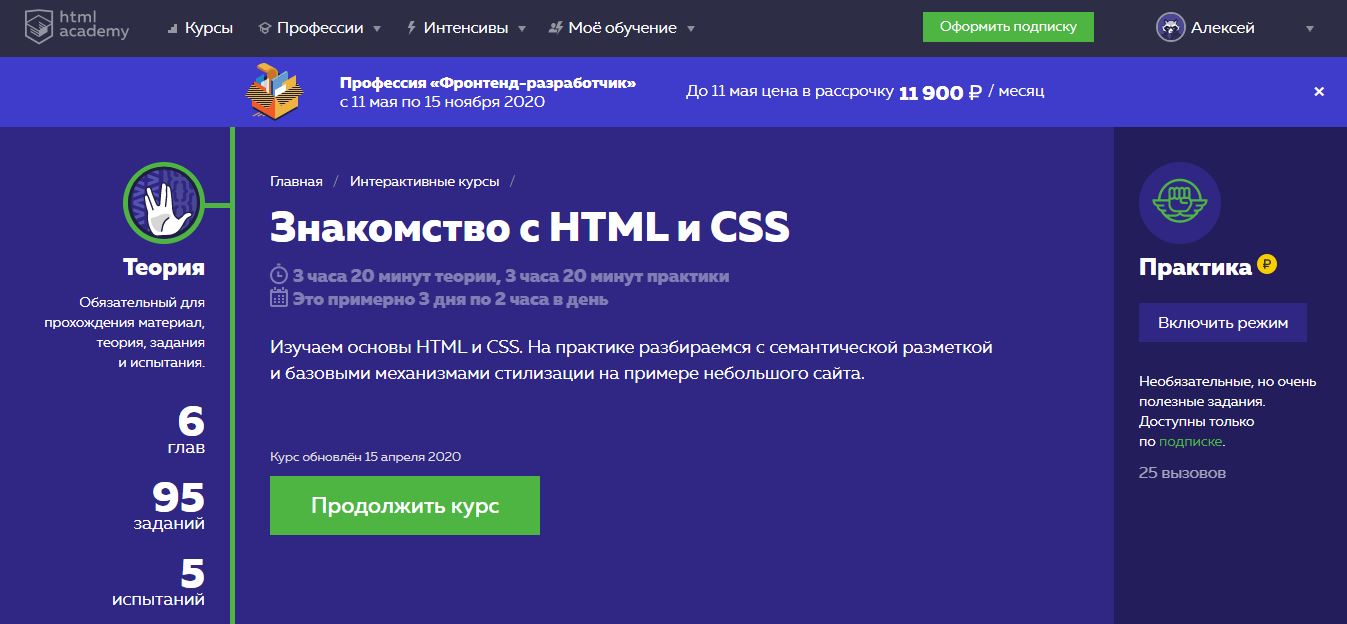 html
academy
Курсы
Профессии
Интенсивы
Моё обучение
Оформить подписку
Алексей
Профессия «Фронтенд-разработчик»
с 11 мая по 15 ноября 2020
До 11 мая цена в рассрочку 11 900 ₽ / месяц
×
Теория
Обязательный для
прохождения материал,
теория, задания
и испытания.
6
глав
95
заданий
5
испытаний
Главная / Интерактивные курсы /
Знакомство с HTML и CSS
3 часа 20 минут теории, 3 часа 20 минут практики
Это примерно 3 дня по 2 часа в день
Изучаем основы HTML и CSS. На практике разбираемся с семантической разметкой
и базовыми механизмами стилизации на примере небольшого сайта.
Курс обновлён 15 апреля 2020
Продолжить курс
Практика ₽
Включить режим
Необязательные, но очень
полезные задания.
Доступны только
по подписке.
25 вызовов